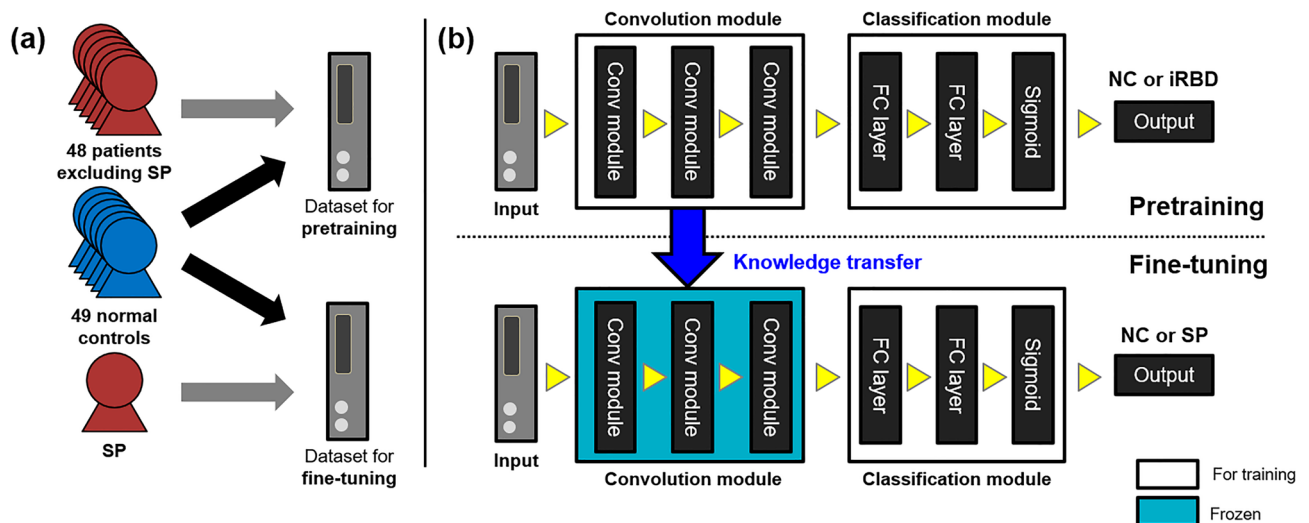 (a)
48 patients
excluding SP
49 normal
controls
SP
Dataset for
pretraining
Dataset for
fine-tuning
(b)
Convolution module
Classification module
Input
Conv module
Conv module
Conv module
FC layer
FC layer
Sigmoid
NC or iRBD
Output
Pretraining
Knowledge transfer
Fine-tuning
Input
Conv module
Conv module
Conv module
FC layer
FC layer
Sigmoid
NC or SP
Output
Convolution module
Classification module
For training
Frozen